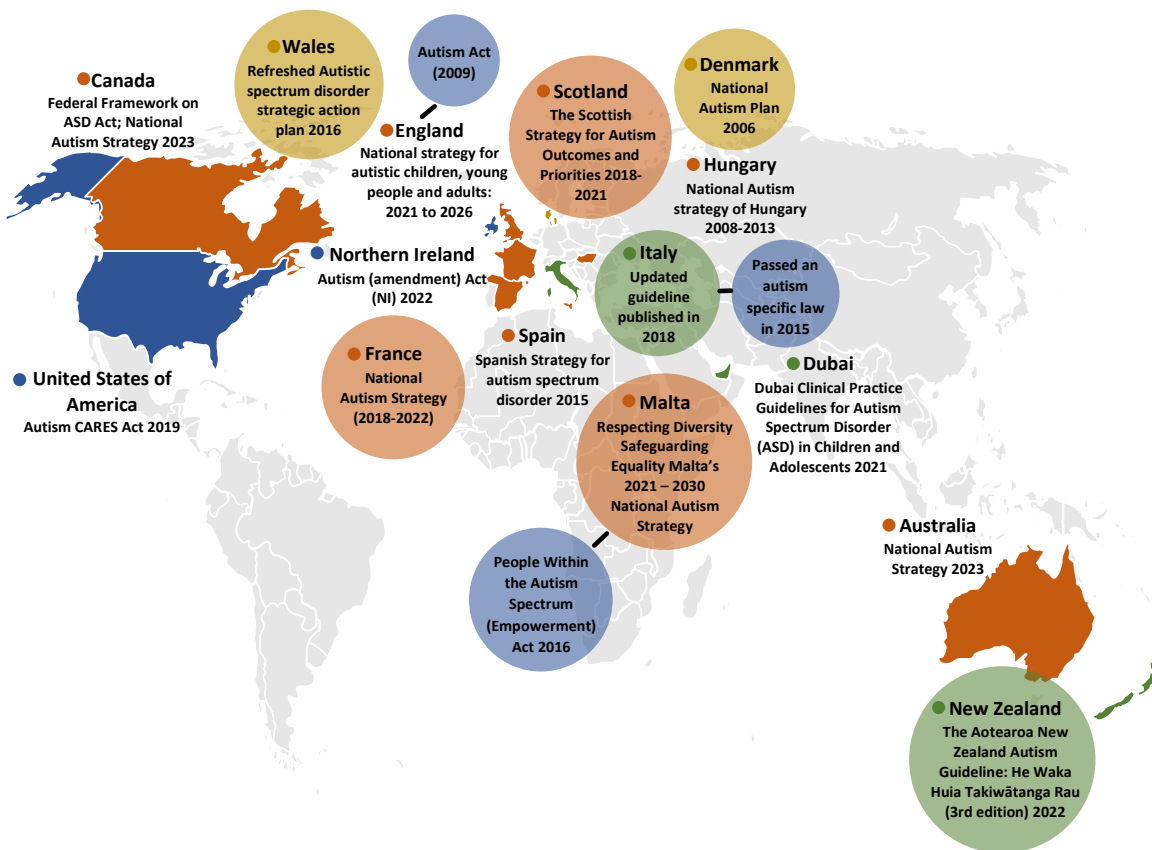 Canada
Federal Framework on
ASD Act; National
Autism Strategy 2023
Wales
Refreshed Autistic
spectrum disorder
strategic action
plan 2016
Autism Act
(2009)
England
National strategy for
autistic children, young
people and adults:
2021 to 2026
Scotland
The Scottish
Strategy for Autism
Outcomes and
Priorities 2018-
2021
Denmark
National
Autism Plan
2006
Hungary
National Autism
strategy of Hungary
2008-2013
Northern Ireland
Autism (amendment) Act
(NI) 2022
Italy
Updated
guideline
published in
2018
Passed an
autism
specific law
in 2015
United States of
America
Autism CARES Act 2019
France
National
Autism Strategy
(2018-2022)
Spain
Spanish Strategy for
autism spectrum
disorder 2015
Dubai
Dubai Clinical Practice
Guidelines for Autism
Spectrum Disorder
(ASD) in Children and
Adolescents 2021
Malta
Respecting Diversity
Safeguarding
Equality Malta's
2021 – 2030
National Autism
Strategy
People Within
the Autism
Spectrum
(Empowerment)
Act 2016
Australia
National Autism
Strategy 2023
New Zealand
The Aotearoa New
Zealand Autism
Guideline: He Waka
Huia Takiwātanga Rau
(3rd edition) 2022